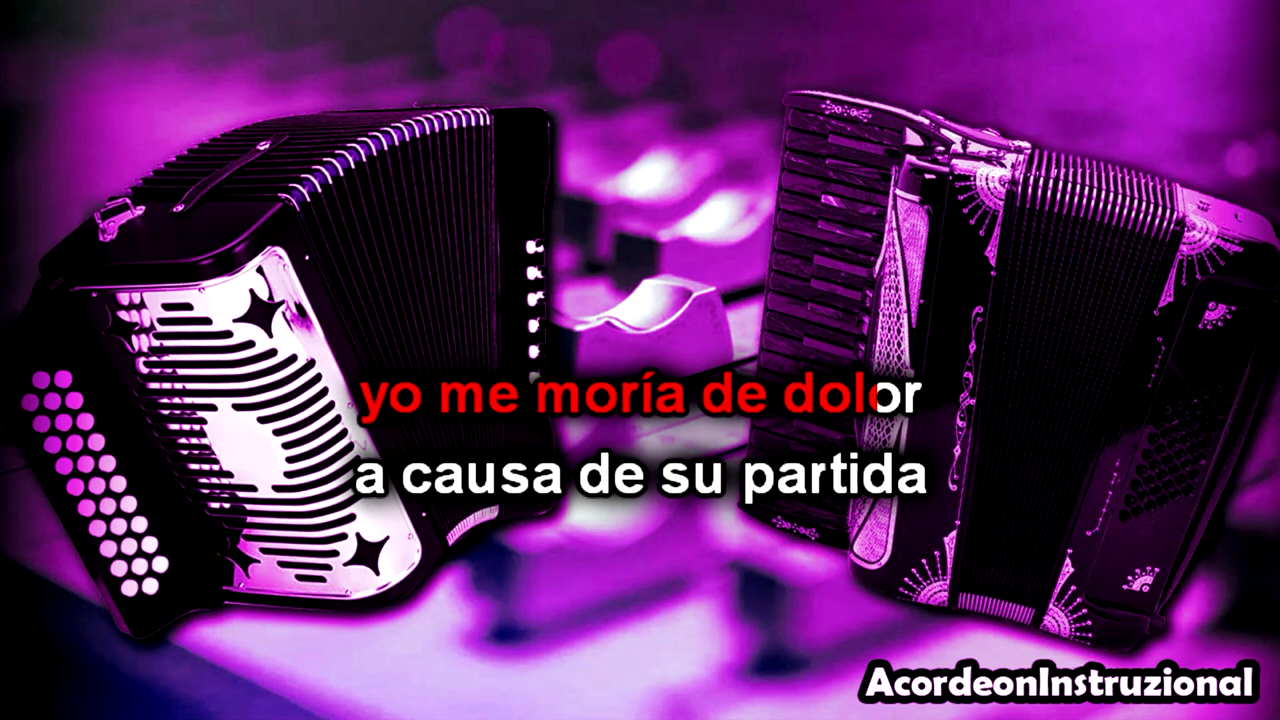 yo me moría de dolor
a causa de su partida
AcordeonInstruzional